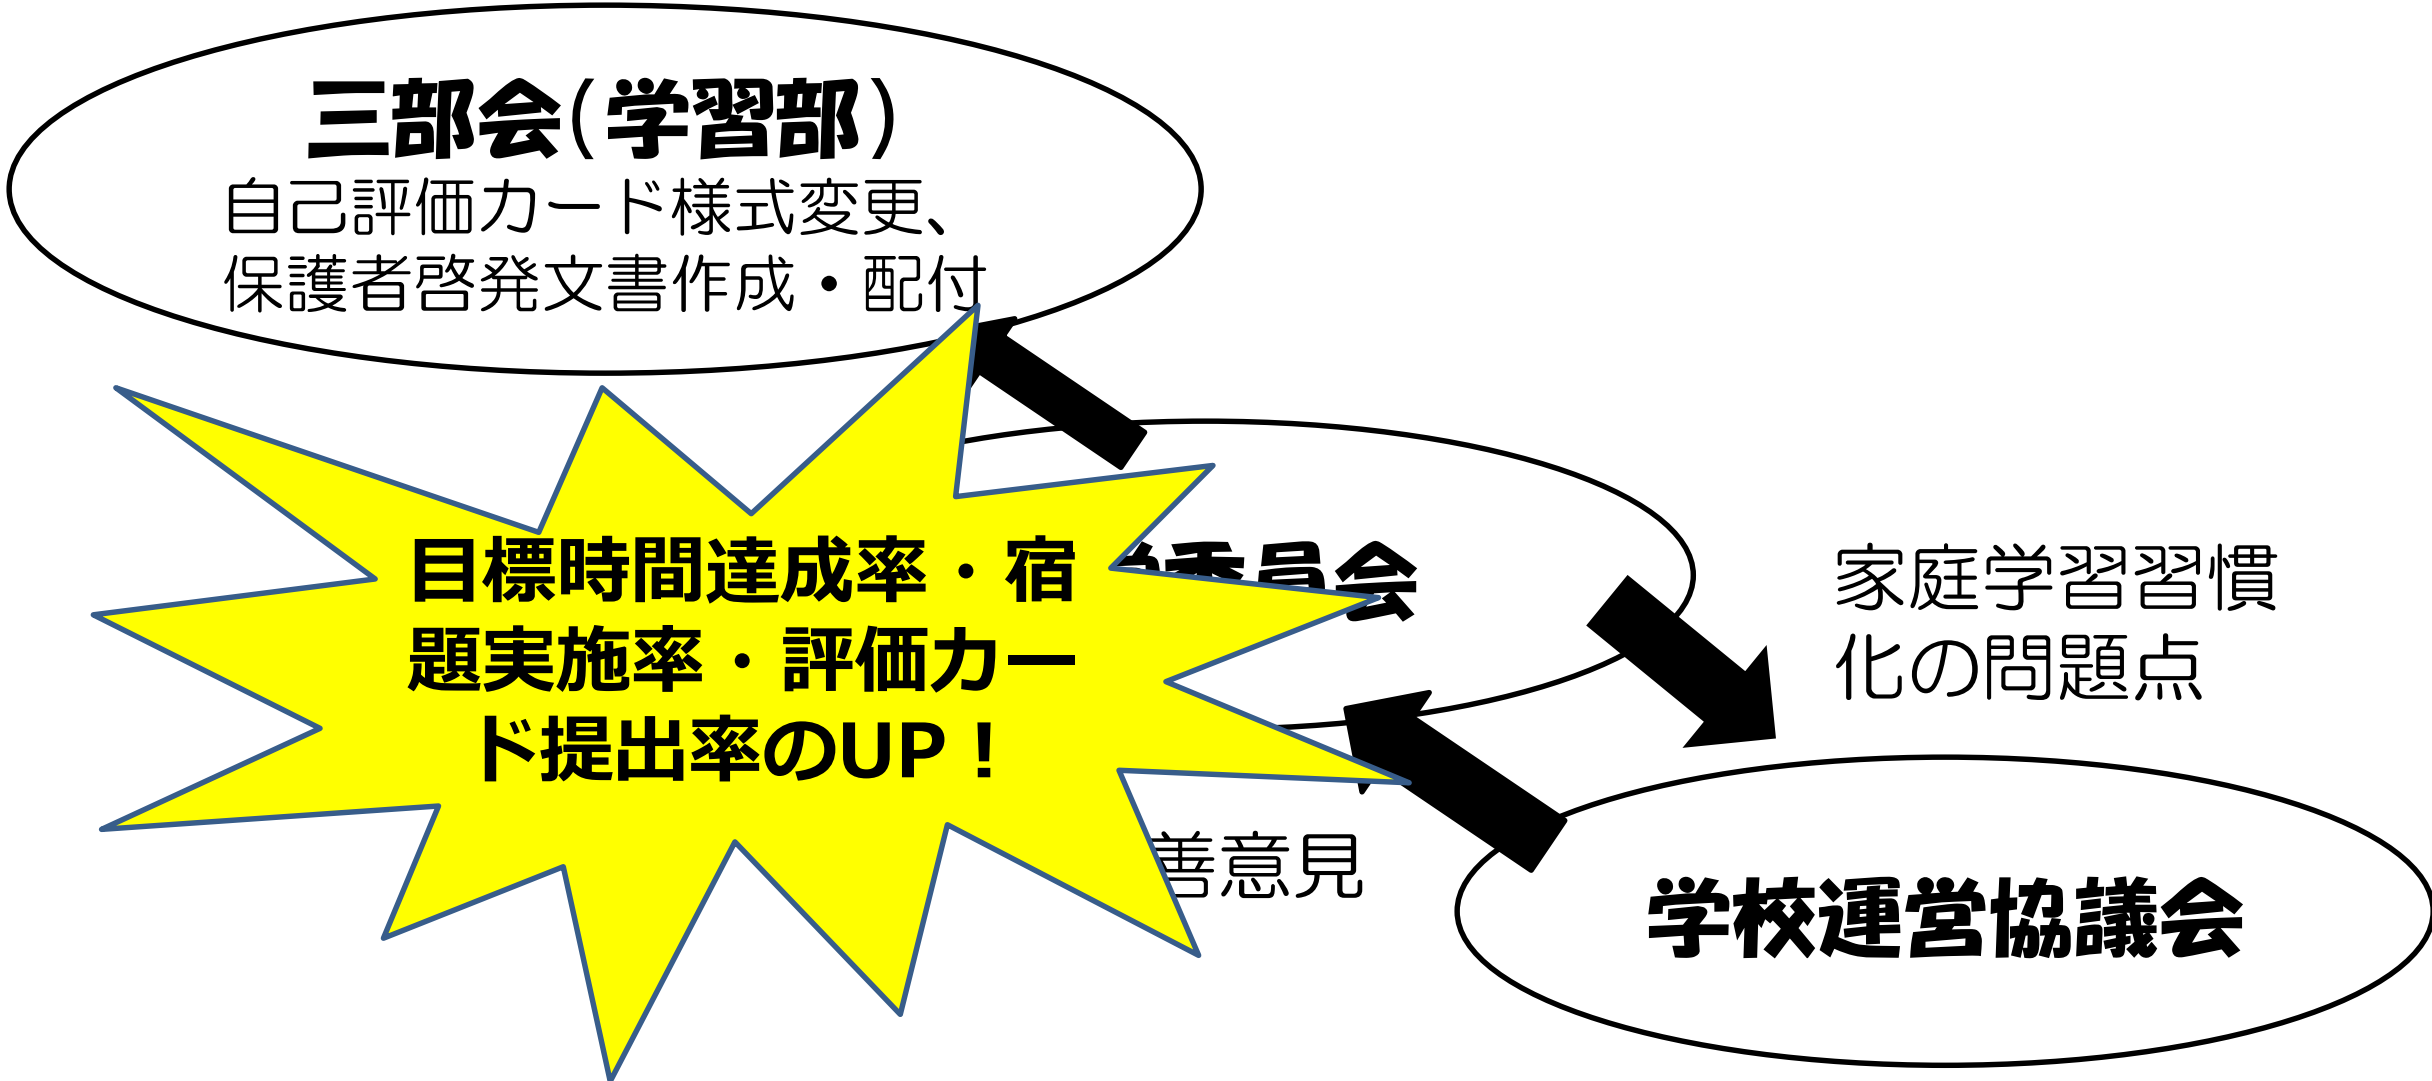 三部会(学習部)
自己評価カード様式変更、
保護者啓発文書作成・配付
委員会
家庭学習習慣
化の問題点
目標時間達成率・宿
題実施率・評価カー
ド提出率のUP！
善意見
学校運営協議会